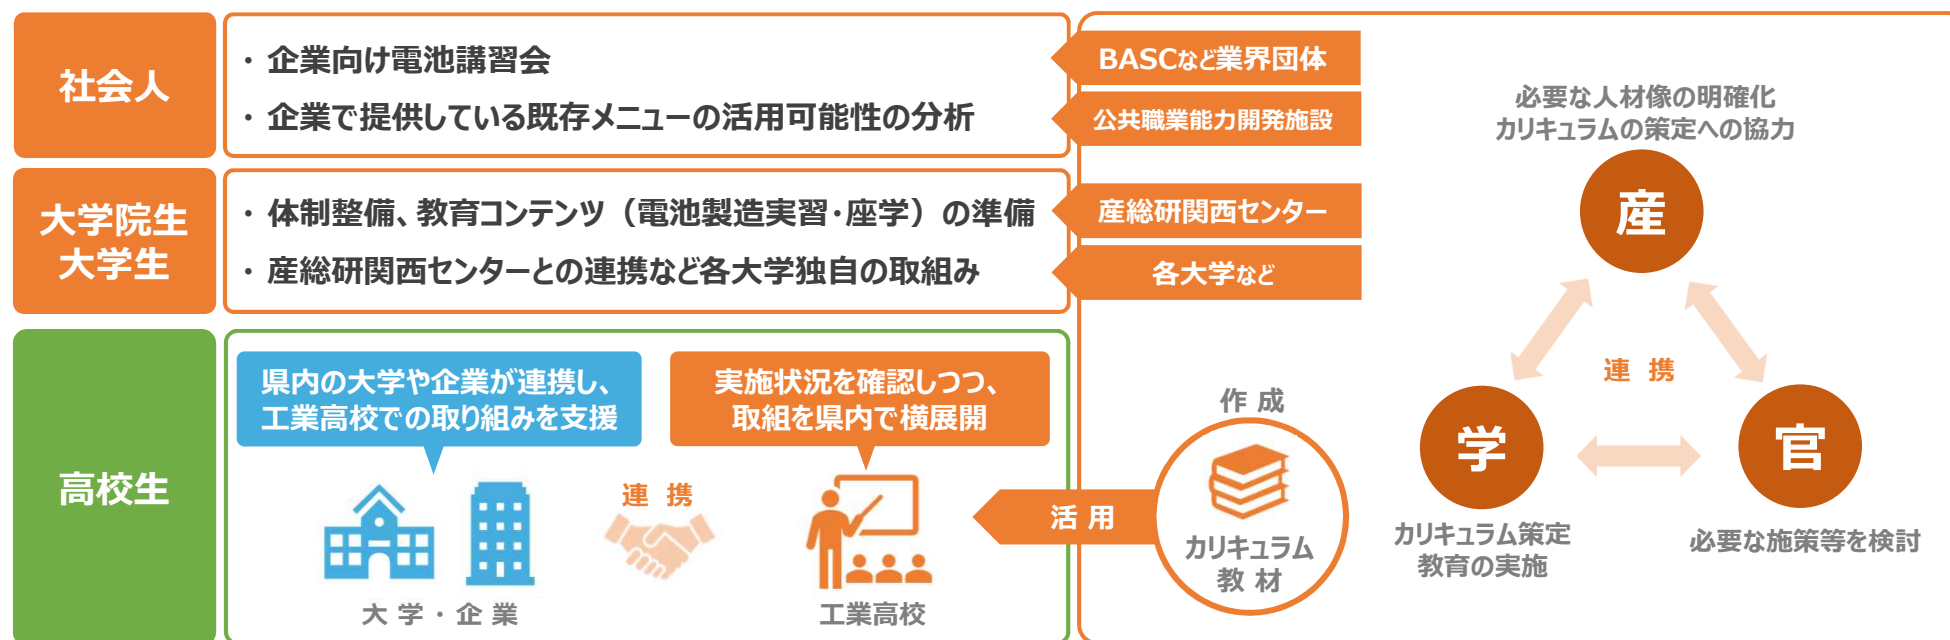 社会人
・ 企業向け電池講習会
・ 企業で提供している既存メニューの活用可能性の分析
BASCなど業界団体
公共職業能力開発施設
大学院生
大学生
・ 体制整備、教育コンテンツ（電池製造実習・座学）の準備
・ 産総研関西センターとの連携など各大学独自の取組み
産総研関西センター
各大学など
高校生
県内の大学や企業が連携し、
工業高校での取り組みを支援
実施状況を確認しつつ、
取組を県内で横展開
連 携
大 学 ・ 企 業
工業高校
活 用
作 成
カリキュラム
教 材
必要な人材像の明確化
カリキュラムの策定への協力
産
連 携
学
官
カリキュラム策定
教育の実施
必要な施策等を検討